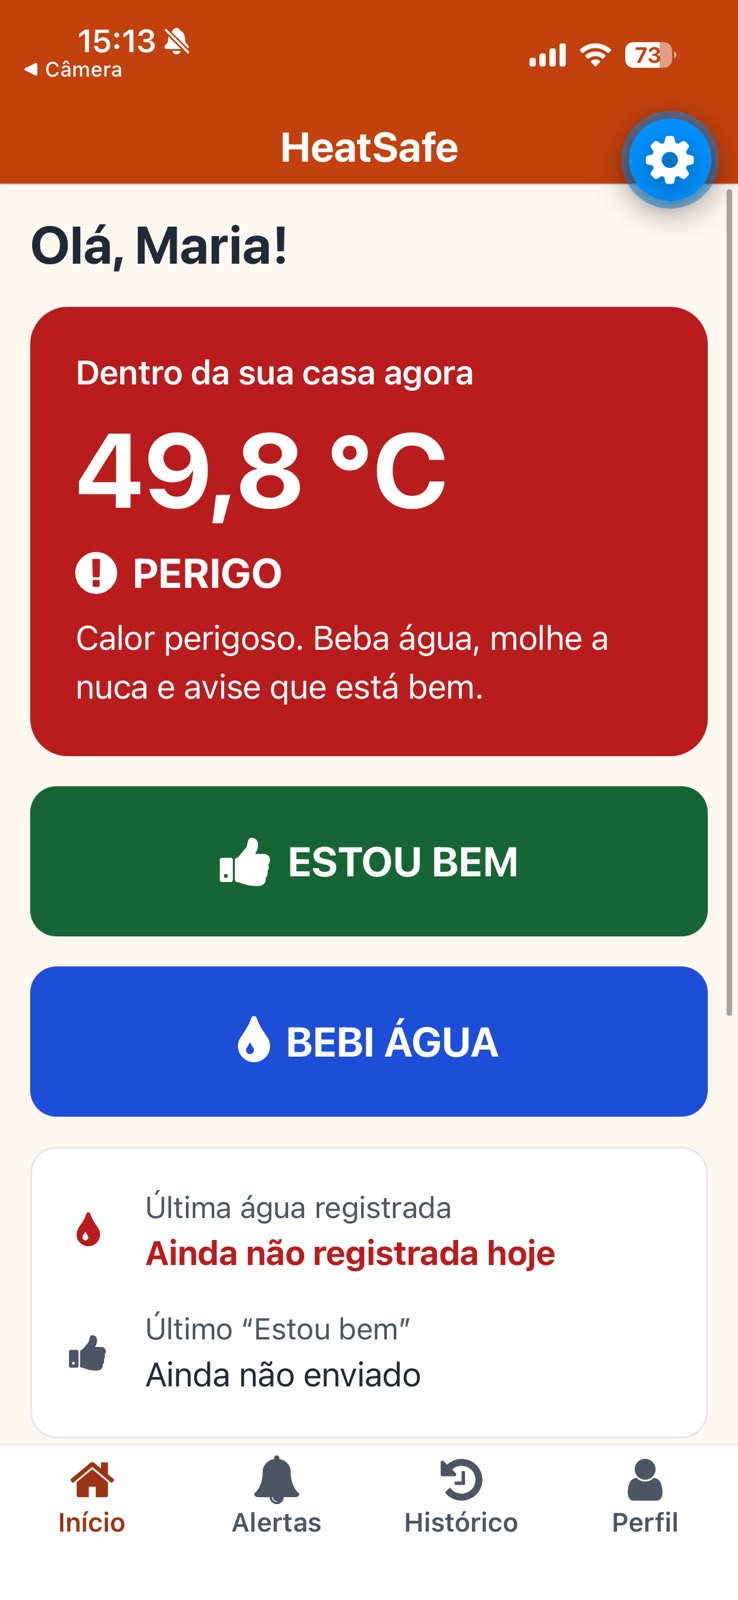 15:13
◀ Câmera
73
HeatSafe
Olá, Maria!
Dentro da sua casa agora
49,8 °C
PERIGO
Calor perigoso. Beba água, molhe a
nuca e avise que está bem.
ESTOU BEM
BEBI ÁGUA
Última água registrada
Ainda não registrada hoje
Último “Estou bem”
Ainda não enviado
Início
Alertas
Histórico
Perfil